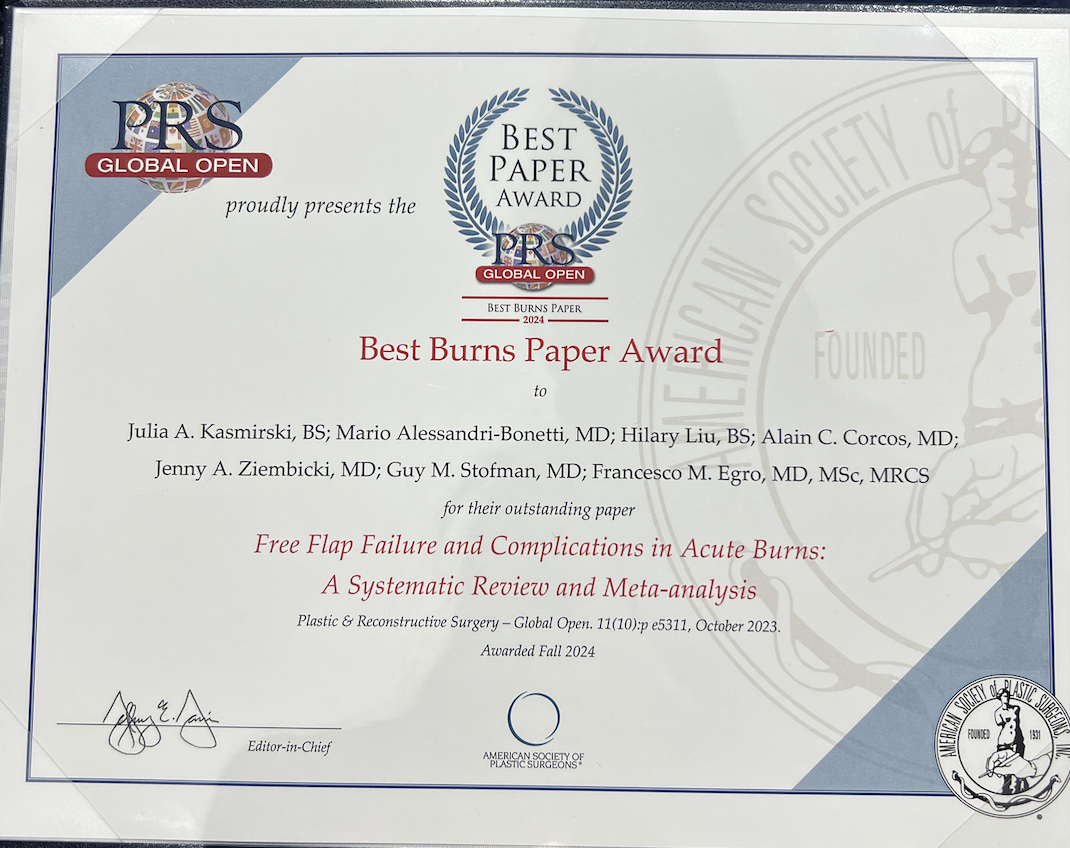 PRS
GLOBAL OPEN
proudly presents the
BEST
PAPER
AWARD
PRS
GLOBAL OPEN
BEST BURNS PAPER
2024
Best Burns Paper Award
to
Julia A. Kasmirski, BS; Mario Alessandri-Bonetti, MD; Hilary Liu, BS; Alain C. Corcos, MD;
Jenny A. Ziembicki, MD; Guy M. Stofman, MD; Francesco M. Egro, MD, MSc, MRCS
for their outstanding paper
Free Flap Failure and Complications in Acute Burns:
A Systematic Review and Meta-analysis
Plastic & Reconstructive Surgery – Global Open. 11(10):p e5311, October 2023.
Awarded Fall 2024
Editor-in-Chief
AMERICAN SOCIETY OF
PLASTIC SURGEONS®
AMERICAN SOCIETY of
FOUNDED
AMERICAN SOCIETY of PLASTIC SURGEONS, INC.
FOUNDED 1931